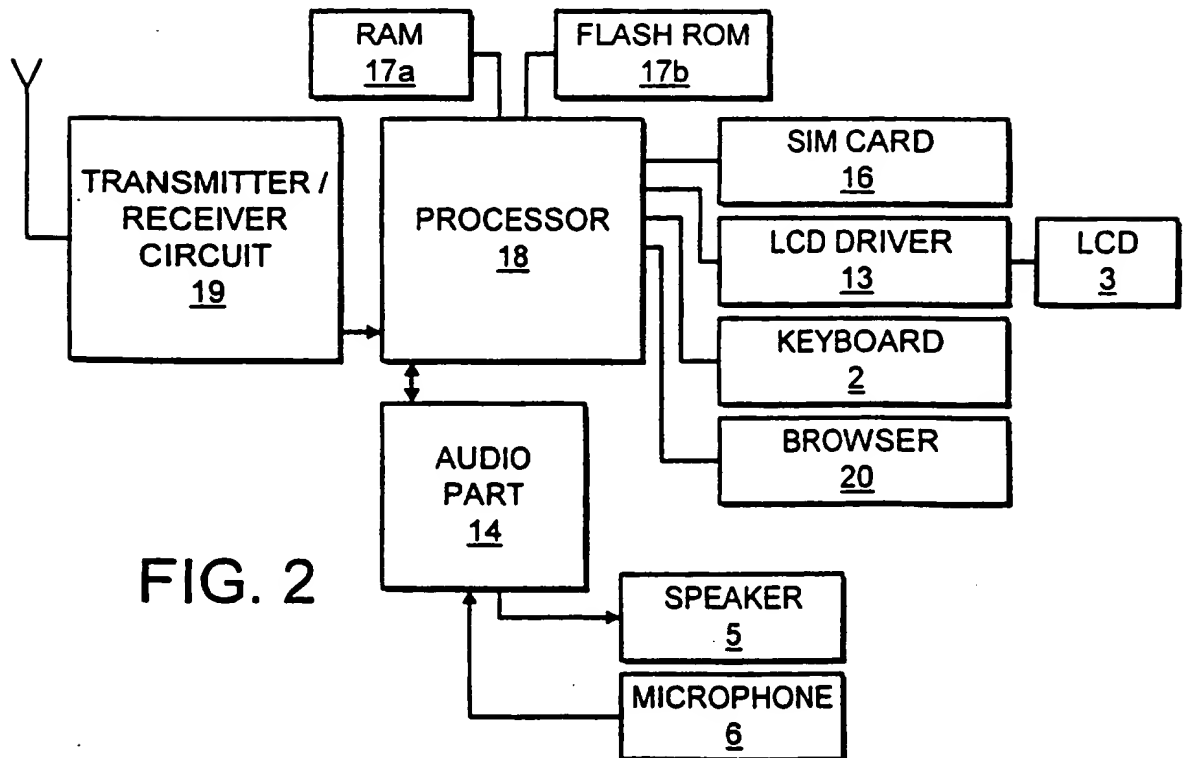 RAM
17a
FLASH ROM
17b
TRANSMITTER /
RECEIVER
CIRCUIT
19
PROCESSOR
18
SIM CARD
16
LCD DRIVER
13
LCD
3
KEYBOARD
2
BROWSER
20
AUDIO
PART
14
FIG. 2
SPEAKER
5
MICROPHONE
6